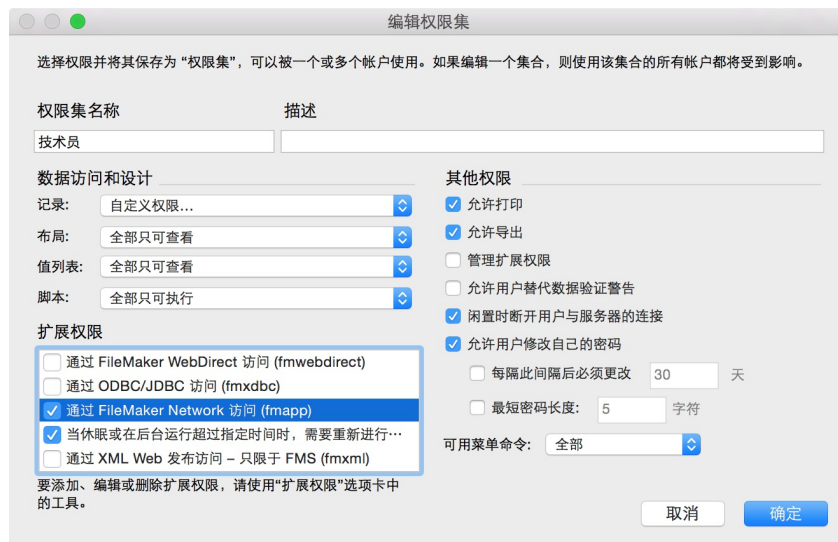 编辑权限集
选择权限并将其保存为 “权限集”，可以被一个或多个帐户使用。如果编辑一个集合，则使用该集合的所有帐户都将受到影响。
权限集名称
描述
技术员
数据访问和设计
记录:
自定义权限...
布局:
全部只可查看
值列表:
全部只可查看
脚本:
全部只可执行
扩展权限
通过 FileMaker WebDirect 访问 (fmwebdirect)
通过 ODBC/JDBC 访问 (fmxdbc)
通过 FileMaker Network 访问 (fmapp)
当休眠或在后台运行超过指定时间时，需要重新进行…
通过 XML Web 发布访问 – 只限于 FMS (fmxml)
要添加、编辑或删除扩展权限，请使用“扩展权限”选项卡中
的工具。
其他权限
允许打印
允许导出
管理扩展权限
允许用户替代数据验证警告
闲置时断开用户与服务器的连接
允许用户修改自己的密码
每隔此间隔后必须更改 30 天
最短密码长度: 5 字符
可用菜单命令: 全部
取消
确定